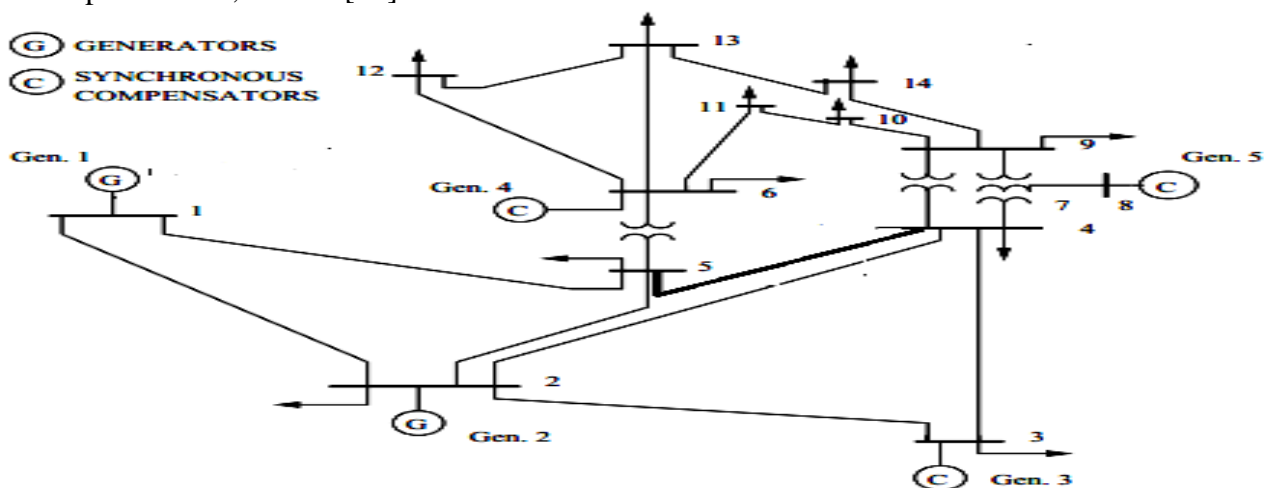 G GENERATORS
C SYNCHRONOUS
COMPENSATORS
13
12
14
11
10
Gen. 1
G
9
Gen. 5
C
Gen. 4
C
6
7
8
1
4
5
2
G
Gen. 2
3
C
Gen. 3